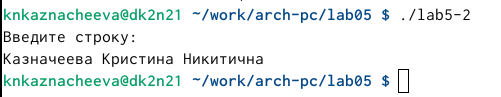 knkaznacheeva@dk2n21 ~/work/arch-pc/lab05 $ ./lab5-2
Введите строку:
Казначеева Кристина Никитична
knkaznacheeva@dk2n21 ~/work/arch-pc/lab05 $